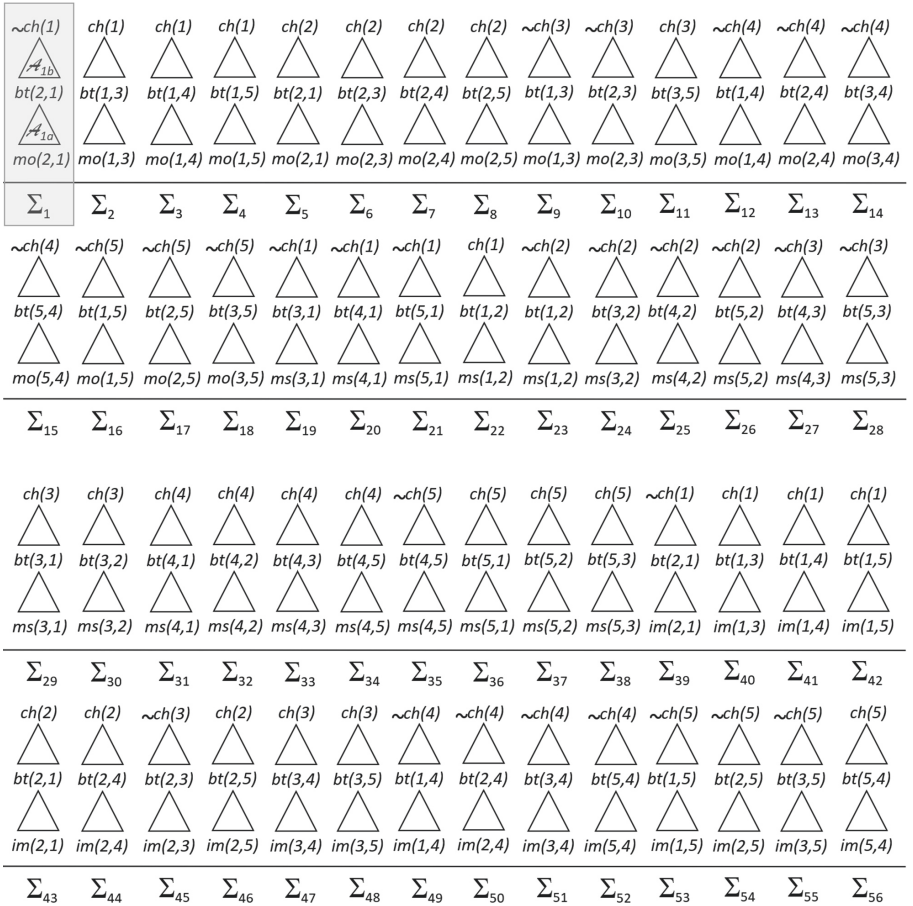 ~ch(1) ch(1) ch(1) ch(1) ch(2) ch(2) ch(2) ch(2) ~ch(3) ~ch(3) ch(3) ~ch(4) ~ch(4) ~ch(4)
𝒜1b
bt(2,1) bt(1,3) bt(1,4) bt(1,5) bt(2,1) bt(2,3) bt(2,4) bt(2,5) bt(1,3) bt(2,3) bt(3,5) bt(1,4) bt(2,4) bt(3,4)
𝒜1a
mo(2,1) mo(1,3) mo(1,4) mo(1,5) mo(2,1) mo(2,3) mo(2,4) mo(2,5) mo(1,3) mo(2,3) mo(3,5) mo(1,4) mo(2,4) mo(3,4)
Σ1 Σ2 Σ3 Σ4 Σ5 Σ6 Σ7 Σ8 Σ9 Σ10 Σ11 Σ12 Σ13 Σ14
~ch(4) ~ch(5) ~ch(5) ~ch(5) ~ch(1) ~ch(1) ~ch(1) ch(1) ~ch(2) ~ch(2) ~ch(2) ~ch(2) ~ch(3) ~ch(3)
bt(5,4) bt(1,5) bt(2,5) bt(3,5) bt(3,1) bt(4,1) bt(5,1) bt(1,2) bt(1,2) bt(3,2) bt(4,2) bt(5,2) bt(4,3) bt(5,3)
mo(5,4) mo(1,5) mo(2,5) mo(3,5) ms(3,1) ms(4,1) ms(5,1) ms(1,2) ms(1,2) ms(3,2) ms(4,2) ms(5,2) ms(4,3) ms(5,3)
Σ15 Σ16 Σ17 Σ18 Σ19 Σ20 Σ21 Σ22 Σ23 Σ24 Σ25 Σ26 Σ27 Σ28
ch(3) ch(3) ch(4) ch(4) ch(4) ch(4) ~ch(5) ch(5) ch(5) ch(5) ~ch(1) ch(1) ch(1) ch(1)
bt(3,1) bt(3,2) bt(4,1) bt(4,2) bt(4,3) bt(4,5) bt(4,5) bt(5,1) bt(5,2) bt(5,3) bt(2,1) bt(1,3) bt(1,4) bt(1,5)
ms(3,1) ms(3,2) ms(4,1) ms(4,2) ms(4,3) ms(4,5) ms(4,5) ms(5,1) ms(5,2) ms(5,3) im(2,1) im(1,3) im(1,4) im(1,5)
Σ29 Σ30 Σ31 Σ32 Σ33 Σ34 Σ35 Σ36 Σ37 Σ38 Σ39 Σ40 Σ41 Σ42
ch(2) ch(2) ~ch(3) ch(2) ch(3) ch(3) ~ch(4) ~ch(4) ~ch(4) ~ch(4) ~ch(5) ~ch(5) ~ch(5) ch(5)
bt(2,1) bt(2,4) bt(2,3) bt(2,5) bt(3,4) bt(3,5) bt(1,4) bt(2,4) bt(3,4) bt(5,4) bt(1,5) bt(2,5) bt(3,5) bt(5,4)
im(2,1) im(2,4) im(2,3) im(2,5) im(3,4) im(3,5) im(1,4) im(2,4) im(3,4) im(5,4) im(1,5) im(2,5) im(3,5) im(5,4)
Σ43 Σ44 Σ45 Σ46 Σ47 Σ48 Σ49 Σ50 Σ51 Σ52 Σ53 Σ54 Σ55 Σ56